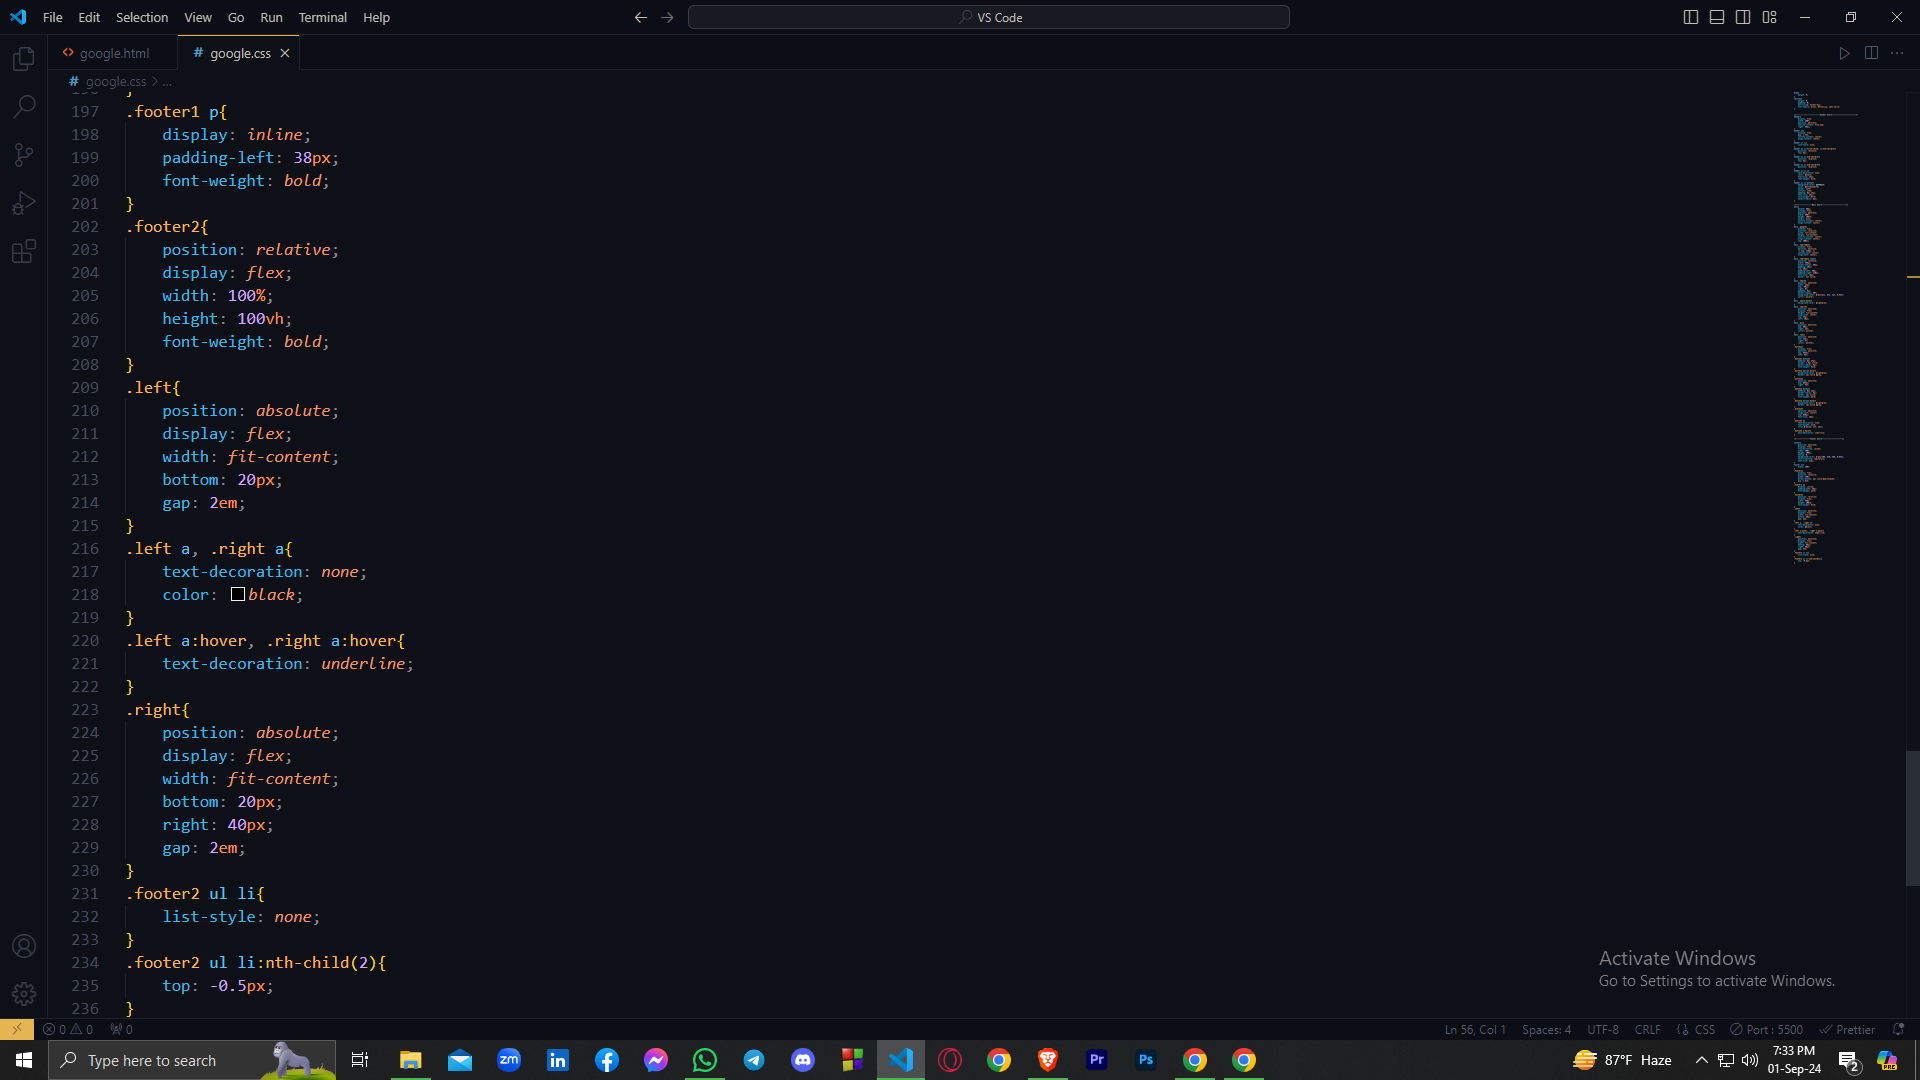 File Edit Selection View Go Run Terminal Help
VS Code
google.html
# google.css
# google.css > ...
197 .footer1 p{
198 display: inline;
199 padding-left: 38px;
200 font-weight: bold;
201 }
202 .footer2{
203 position: relative;
204 display: flex;
205 width: 100%;
206 height: 100vh;
207 font-weight: bold;
208 }
209 .left{
210 position: absolute;
211 display: flex;
212 width: fit-content;
213 bottom: 20px;
214 gap: 2em;
215 }
216 .left a, .right a{
217 text-decoration: none;
218 color: black;
219 }
220 .left a:hover, .right a:hover{
221 text-decoration: underline;
222 }
223 .right{
224 position: absolute;
225 display: flex;
226 width: fit-content;
227 bottom: 20px;
228 right: 40px;
229 gap: 2em;
230 }
231 .footer2 ul li{
232 list-style: none;
233 }
234 .footer2 ul li:nth-child(2){
235 top: -0.5px;
236 }
Activate Windows
Go to Settings to activate Windows.
0 0 0
Ln 56, Col 1 Spaces: 4 UTF-8 CRLF {} CSS Port : 5500 Prettier
Type here to search
zm
in
Pr
Ps
87°F Haze
7:33 PM
01-Sep-24
2
PRE